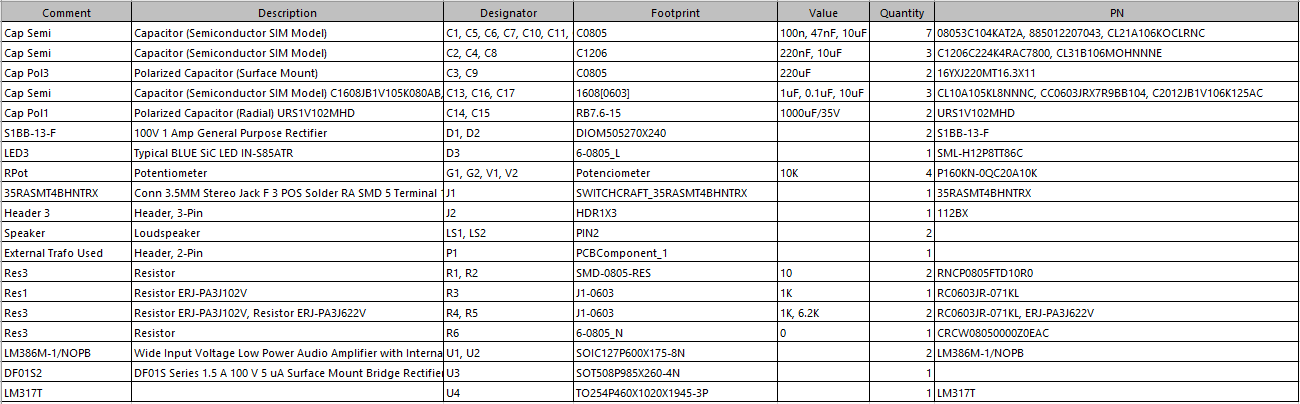 Comment Description Designator Footprint Value Quantity PN
Cap Semi Capacitor (Semiconductor SIM Model) C1, C5, C6, C7, C10, C11, C0805 100n, 47nF, 10uF 7 08053C104KAT2A, 885012207043, CL21A106KOCLRNC
Cap Semi Capacitor (Semiconductor SIM Model) C2, C4, C8 C1206 220nF, 10uF 3 C1206C224K4RAC7800, CL31B106MOHNNNE
Cap Pol3 Polarized Capacitor (Surface Mount) C3, C9 C0805 220uF 2 16YXJ220MT16.3X11
Cap Semi Capacitor (Semiconductor SIM Model) C1608JB1V105K080AB, C13, C16, C17 1608[0603] 1uF, 0.1uF, 10uF 3 CL10A105KL8NNNC, CC0603JRX7R9BB104, C2012JB1V106K125AC
Cap Pol1 Polarized Capacitor (Radial) URS1V102MHD C14, C15 RB7.6-15 1000uF/35V 2 URS1V102MHD
S1BB-13-F 100V 1 Amp General Purpose Rectifier D1, D2 DIOM505270X240 2 S1BB-13-F
LED3 Typical BLUE SiC LED IN-S85ATR D3 6-0805_L 1 SML-H12P8TT86C
RPot Potentiometer G1, G2, V1, V2 Potenciometer 10K 4 P160KN-0QC20A10K
35RASMT4BHNTRX Conn 3.5MM Stereo Jack F 3 POS Solder RA SMD 5 Terminal J1 SWITCHCRAFT_35RASMT4BHNTRX 1 35RASMT4BHNTRX
Header 3 Header, 3-Pin J2 HDR1X3 1 112BX
Speaker Loudspeaker LS1, LS2 PIN2 2
External Trafo Used Header, 2-Pin P1 PCBComponent_1 1
Res3 Resistor R1, R2 SMD-0805-RES 10 2 RNCP0805FTD10R0
Res1 Resistor ERJ-PA3J102V R3 J1-0603 1K 1 RC0603JR-071KL
Res3 Resistor ERJ-PA3J102V, Resistor ERJ-PA3J622V R4, R5 J1-0603 1K, 6.2K 2 RC0603JR-071KL, ERJ-PA3J622V
Res3 Resistor R6 6-0805_N 0 1 CRCW08050000Z0EAC
LM386M-1/NOPB Wide Input Voltage Low Power Audio Amplifier with Interna U1, U2 SOIC127P600X175-8N 2 LM386M-1/NOPB
DF01S2 DF01S Series 1.5 A 100 V 5 uA Surface Mount Bridge Rectifie U3 SOT508P985X260-4N 1
LM317T U4 TO254P460X1020X1945-3P 1 LM317T